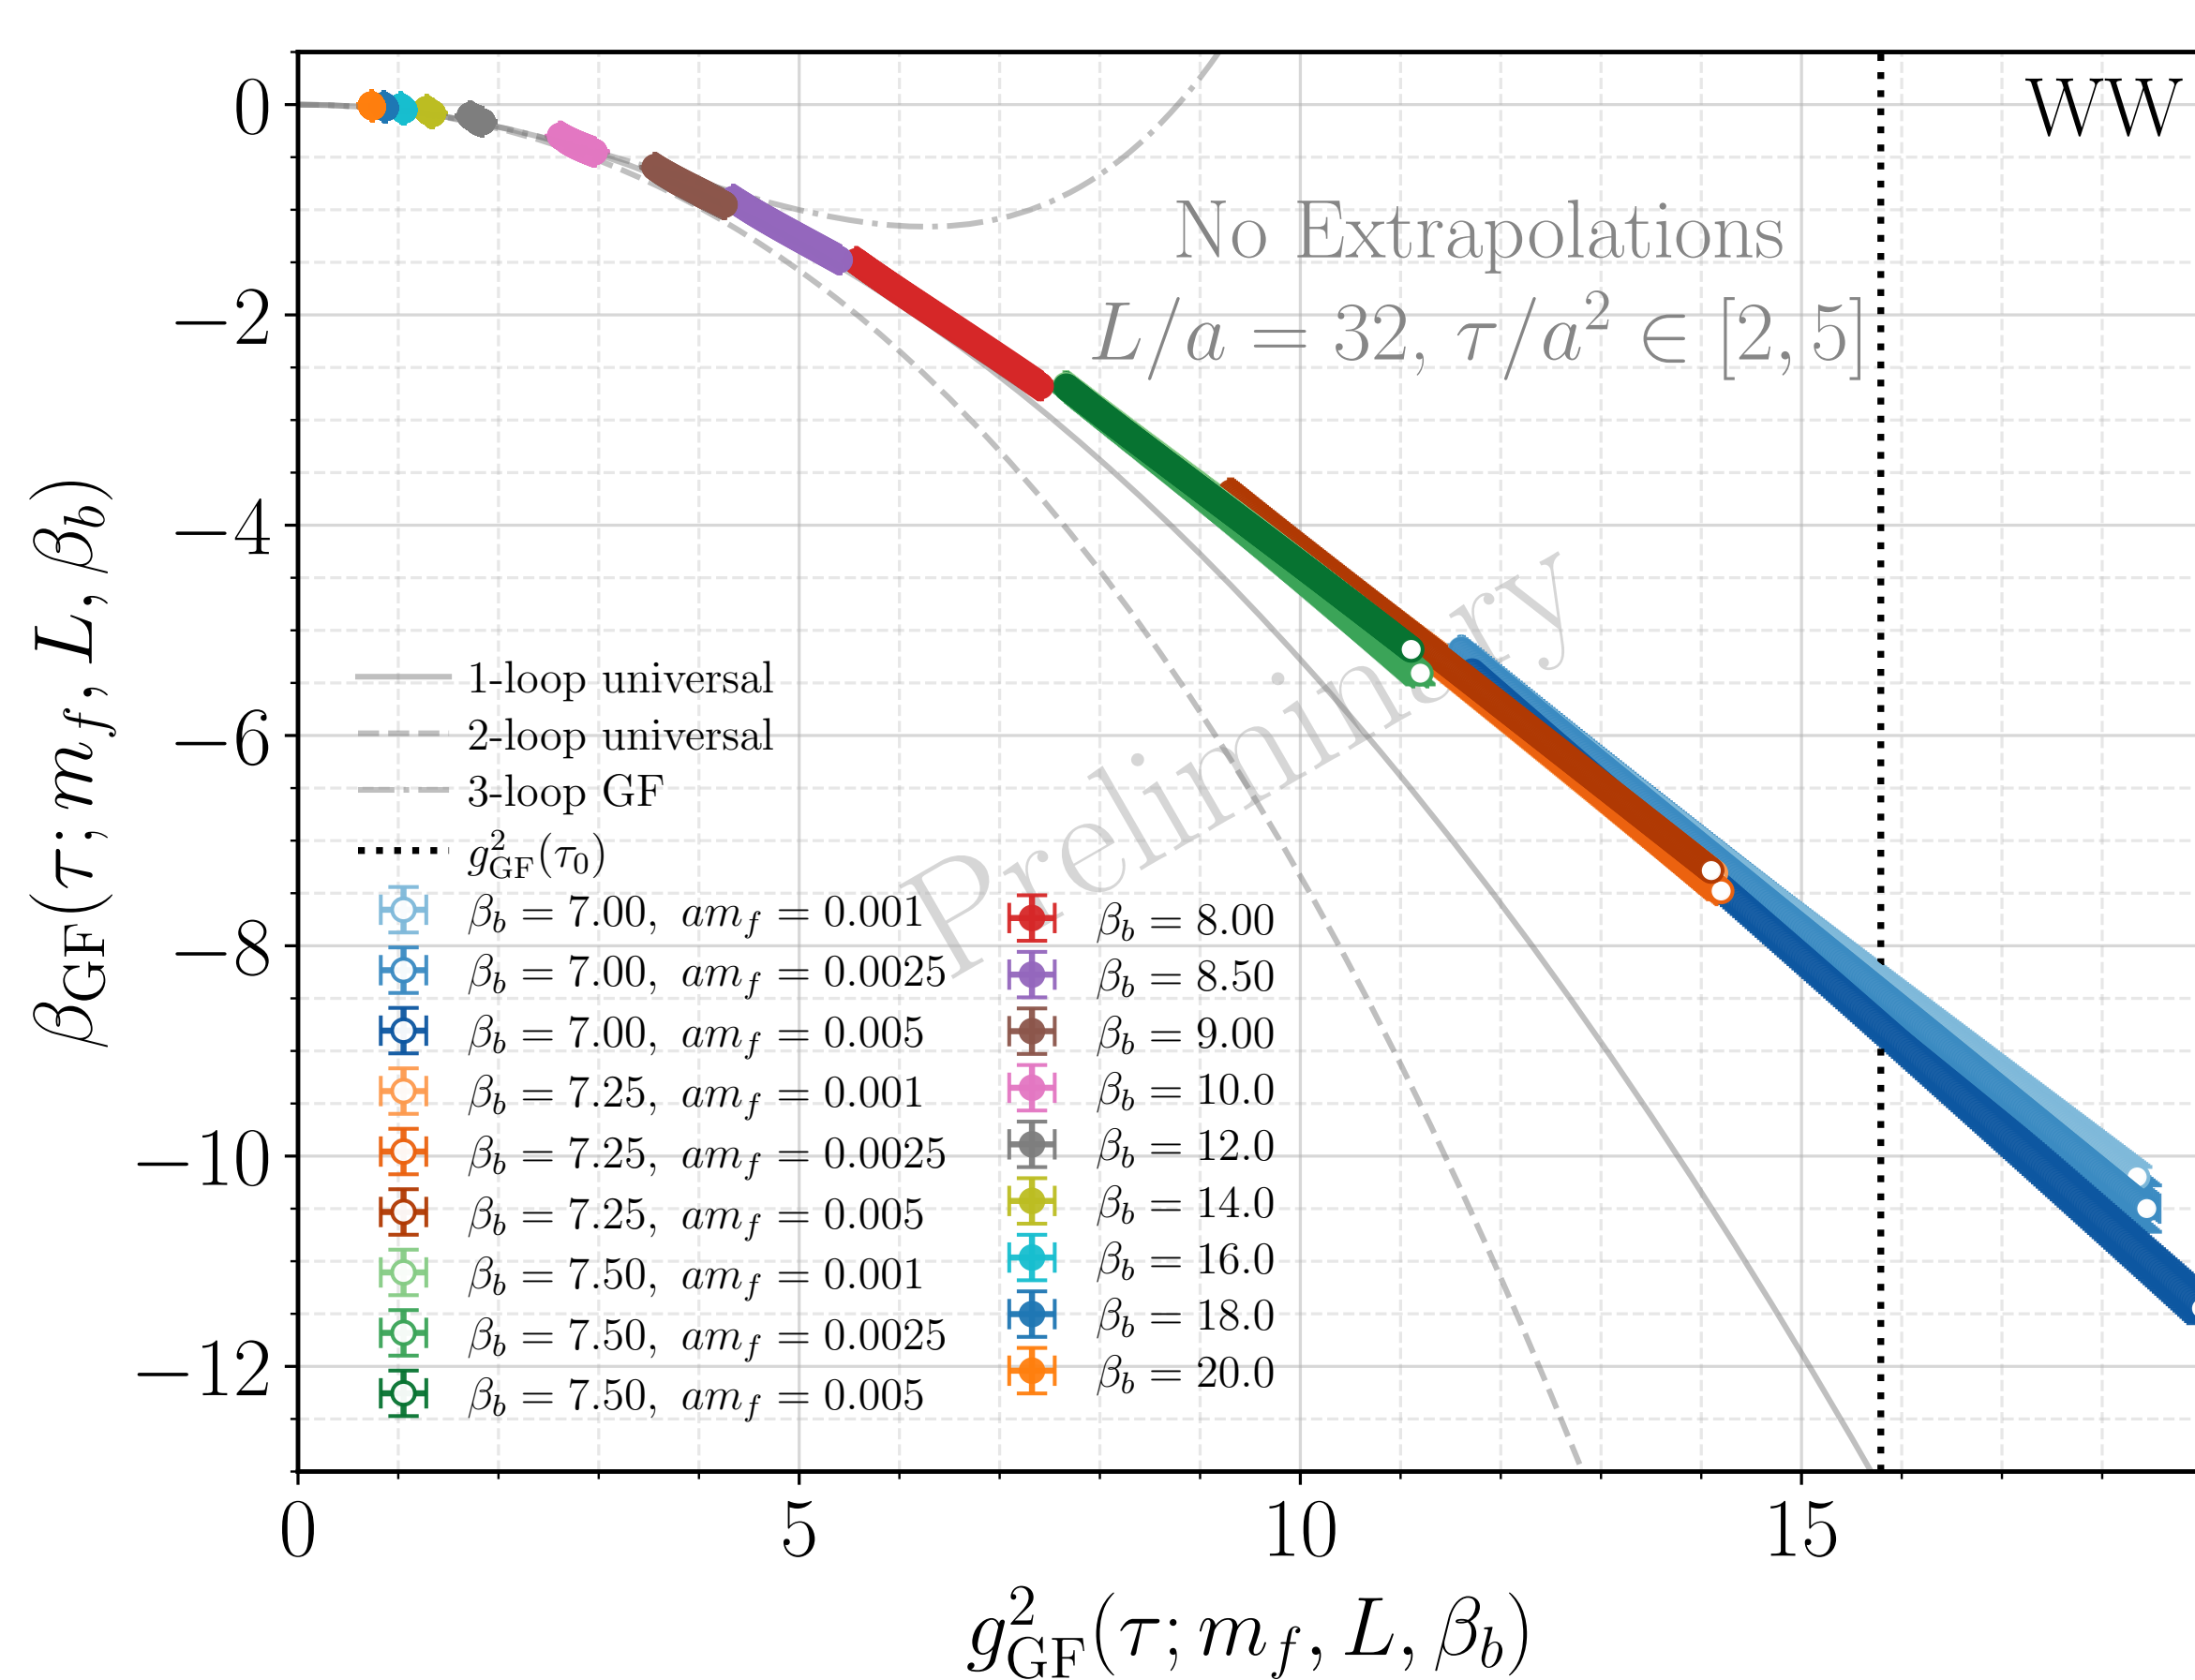 WW
No Extrapolations
L/a = 32, τ/a² ∈ [2, 5]
Preliminary
β_GF(τ; m_f, L, β_b)
0
−2
−4
−6
−8
−10
−12
1-loop universal
2-loop universal
3-loop GF
g²_GF(τ₀)
β_b = 7.00, am_f = 0.001
β_b = 7.00, am_f = 0.0025
β_b = 7.00, am_f = 0.005
β_b = 7.25, am_f = 0.001
β_b = 7.25, am_f = 0.0025
β_b = 7.25, am_f = 0.005
β_b = 7.50, am_f = 0.001
β_b = 7.50, am_f = 0.0025
β_b = 7.50, am_f = 0.005
β_b = 8.00
β_b = 8.50
β_b = 9.00
β_b = 10.0
β_b = 12.0
β_b = 14.0
β_b = 16.0
β_b = 18.0
β_b = 20.0
0 5 10 15
g²_GF(τ; m_f, L, β_b)